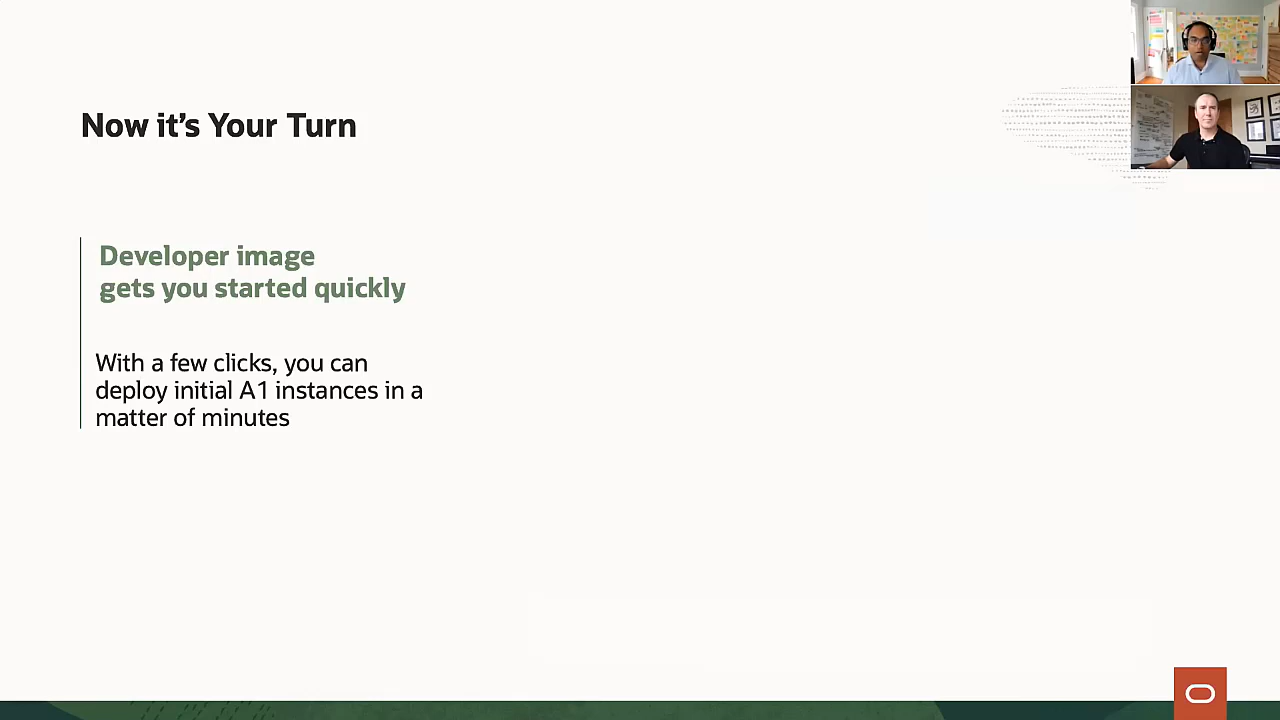 Now it's Your Turn
Developer image
gets you started quickly
With a few clicks, you can
deploy initial A1 instances in a
matter of minutes